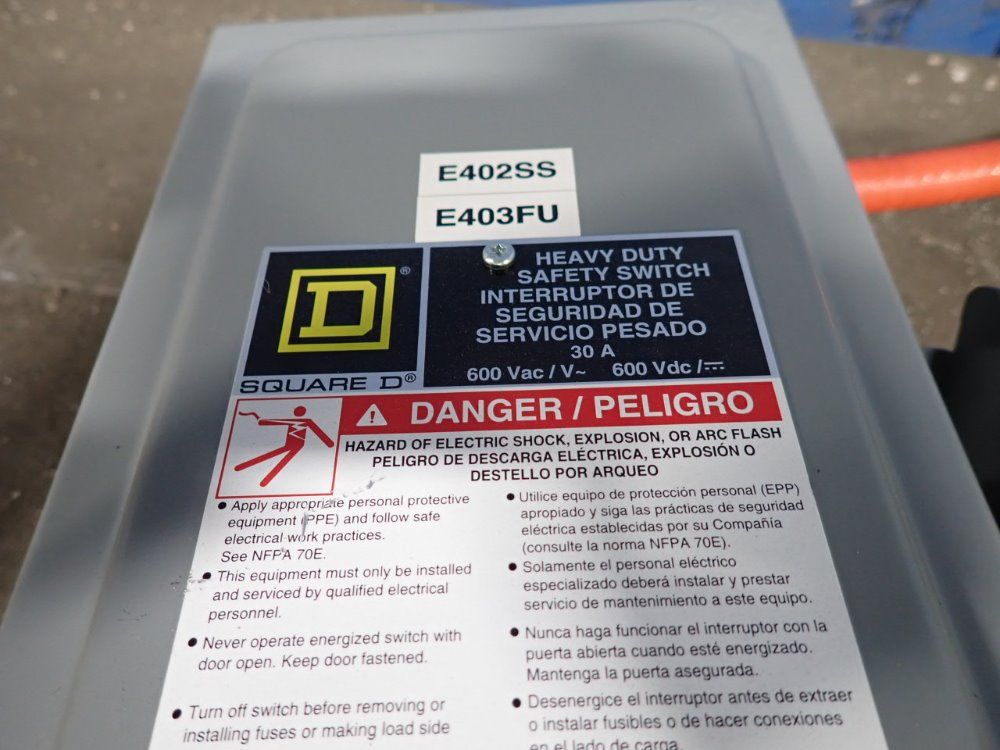 E402SS
E403FU
D®
SQUARE D®
HEAVY DUTY
SAFETY SWITCH
INTERRUPTOR DE
SEGURIDAD DE
SERVICIO PESADO
30 A
600 Vac / V~ 600 Vdc / ⎓
DANGER / PELIGRO
HAZARD OF ELECTRIC SHOCK, EXPLOSION, OR ARC FLASH
PELIGRO DE DESCARGA ELÉCTRICA, EXPLOSIÓN O
DESTELLO POR ARQUEO
• Apply appropriate personal protective
equipment (PPE) and follow safe
electrical work practices.
See NFPA 70E.
• This equipment must only be installed
and serviced by qualified electrical
personnel.
• Never operate energized switch with
door open. Keep door fastened.
• Turn off switch before removing or
installing fuses or making load side
• Utilice equipo de protección personal (EPP)
apropiado y siga las prácticas de seguridad
eléctrica establecidas por su Compañía
(consulte la norma NFPA 70E).
• Solamente el personal eléctrico
especializado deberá instalar y prestar
servicio de mantenimiento a este equipo.
• Nunca haga funcionar el interruptor con la
puerta abierta cuando esté energizado.
Mantenga la puerta asegurada.
• Desenergice el interruptor antes de extraer
o instalar fusibles o de hacer conexiones
en el lado de carga.